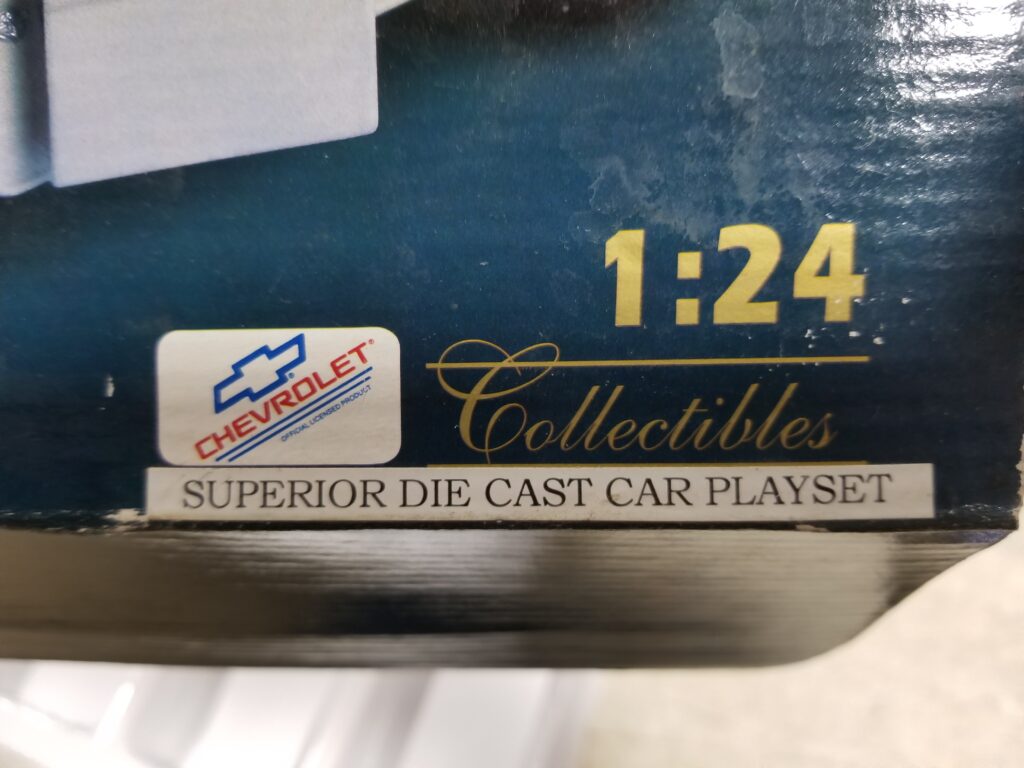 1:24
CHEVROLET®
OFFICIAL LICENSED PRODUCT
Collectibles
SUPERIOR DIE CAST CAR PLAYSET